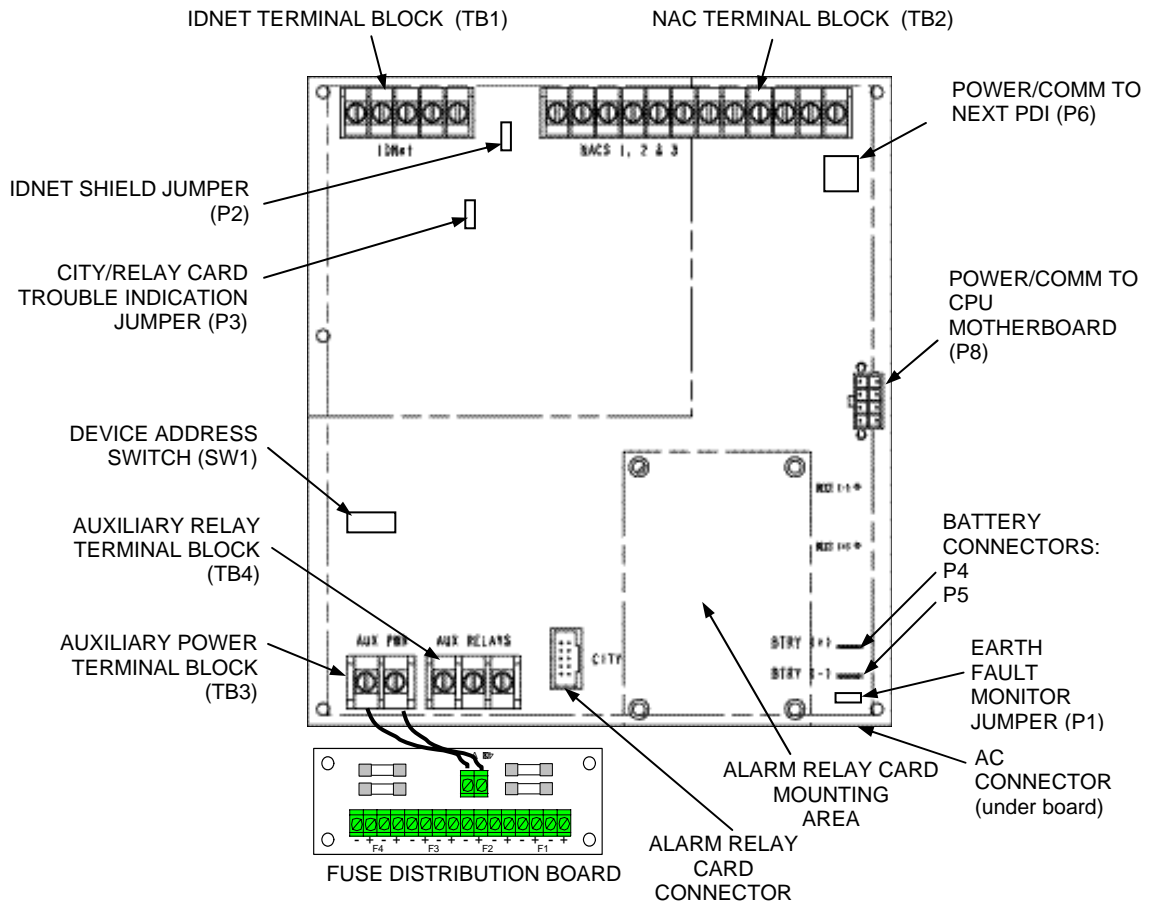 IDNET TERMINAL BLOCK (TB1)
NAC TERMINAL BLOCK (TB2)
POWER/COMM TO
NEXT PDI (P6)
IDNet
NACS 1, 2 & 3
IDNET SHIELD JUMPER
(P2)
CITY/RELAY CARD
TROUBLE INDICATION
JUMPER (P3)
POWER/COMM TO
CPU
MOTHERBOARD
(P8)
DEVICE ADDRESS
SWITCH (SW1)
AUXILIARY RELAY
TERMINAL BLOCK
(TB4)
BATTERY
CONNECTORS:
P4
P5
AUXILIARY POWER
TERMINAL BLOCK
(TB3)
AUX PWR
AUX RELAYS
CITY
BTRY (+)
BTRY (-)
EARTH
FAULT
MONITOR
JUMPER (P1)
AC
CONNECTOR
(under board)
ALARM RELAY CARD
MOUNTING
AREA
ALARM RELAY
CARD
CONNECTOR
- + - + - + - + - + - + - + - +
F4 F3 F2 F1
FUSE DISTRIBUTION BOARD